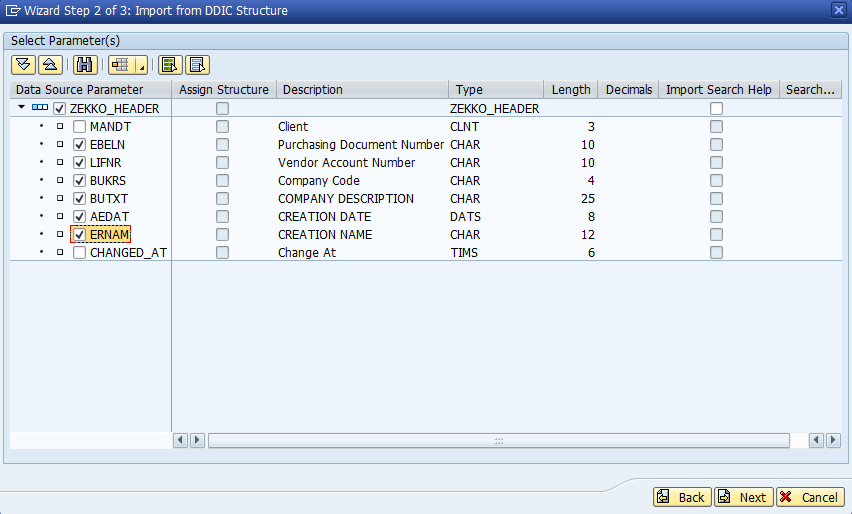 Wizard Step 2 of 3: Import from DDIC Structure
Select Parameter(s)
Data Source Parameter Assign Structure Description Type Length Decimals Import Search Help Search...
ZEKKO_HEADER ZEKKO_HEADER
MANDT Client CLNT 3
EBELN Purchasing Document Number CHAR 10
LIFNR Vendor Account Number CHAR 10
BUKRS Company Code CHAR 4
BUTXT COMPANY DESCRIPTION CHAR 25
AEDAT CREATION DATE DATS 8
ERNAM CREATION NAME CHAR 12
CHANGED_AT Change At TIMS 6
Back Next Cancel